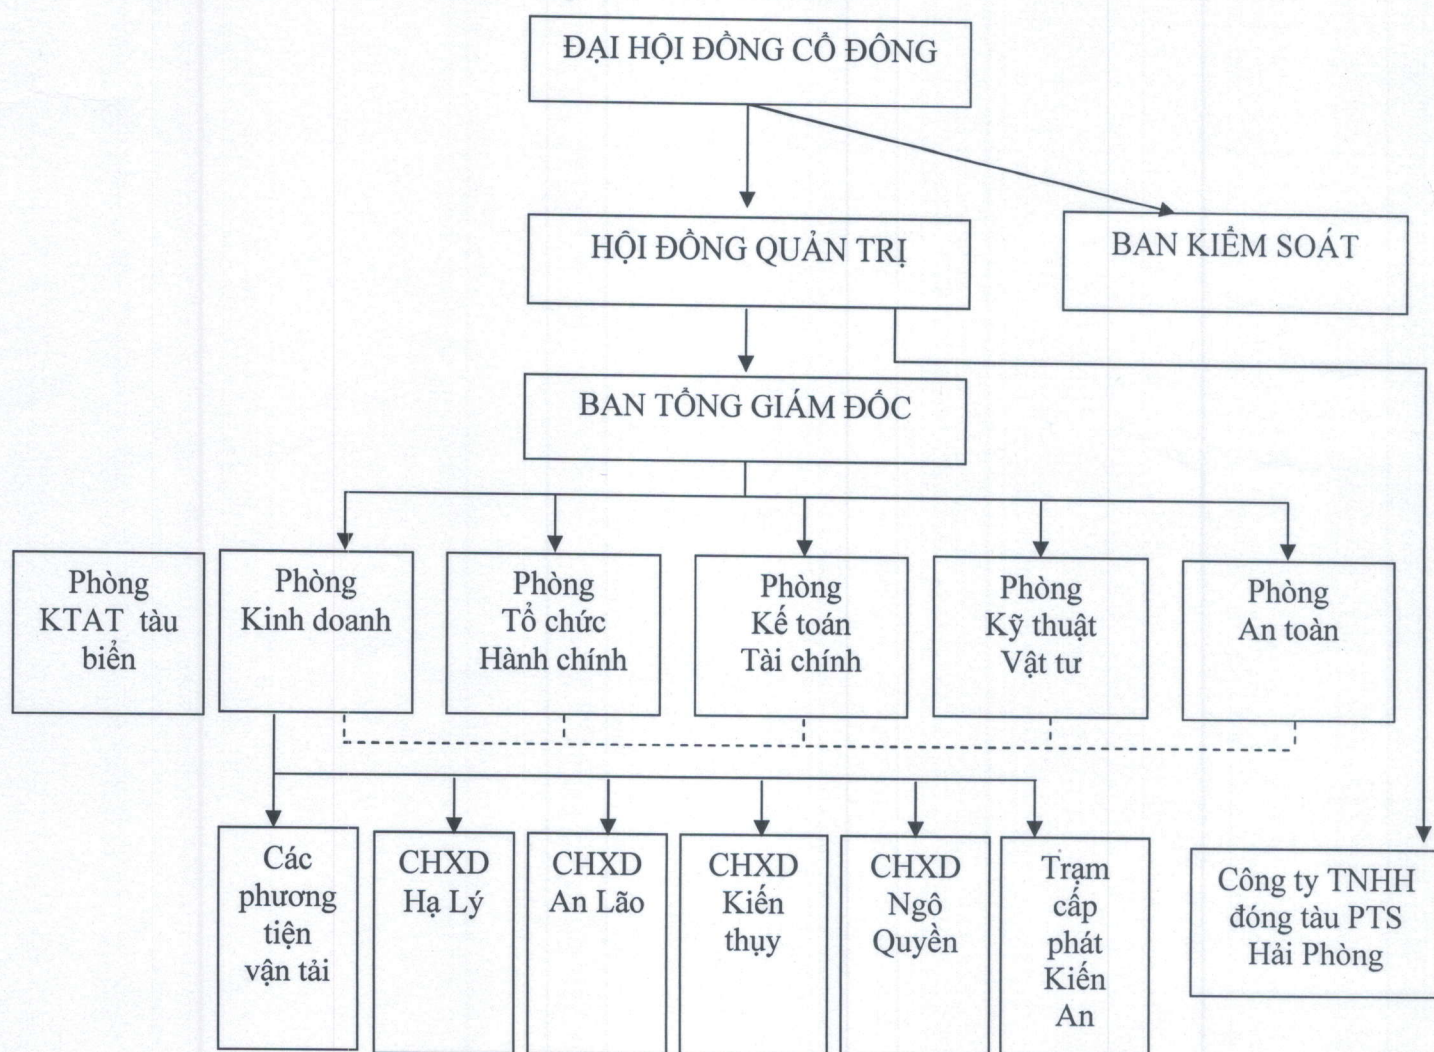 ĐẠI HỘI ĐỒNG CỔ ĐÔNG
HỘI ĐỒNG QUẢN TRỊ
BAN KIỂM SOÁT
BAN TỔNG GIÁM ĐỐC
Phòng
KTAT tàu
biển
Phòng
Kinh doanh
Phòng
Tổ chức
Hành chính
Phòng
Kế toán
Tài chính
Phòng
Kỹ thuật
Vật tư
Phòng
An toàn
Các
phương
tiện
vận tải
CHXD
Hạ Lý
CHXD
An Lão
CHXD
Kiến
thụy
CHXD
Ngô
Quyền
Trạm
cấp
phát
Kiến
An
Công ty TNHH
đóng tàu PTS
Hải Phòng